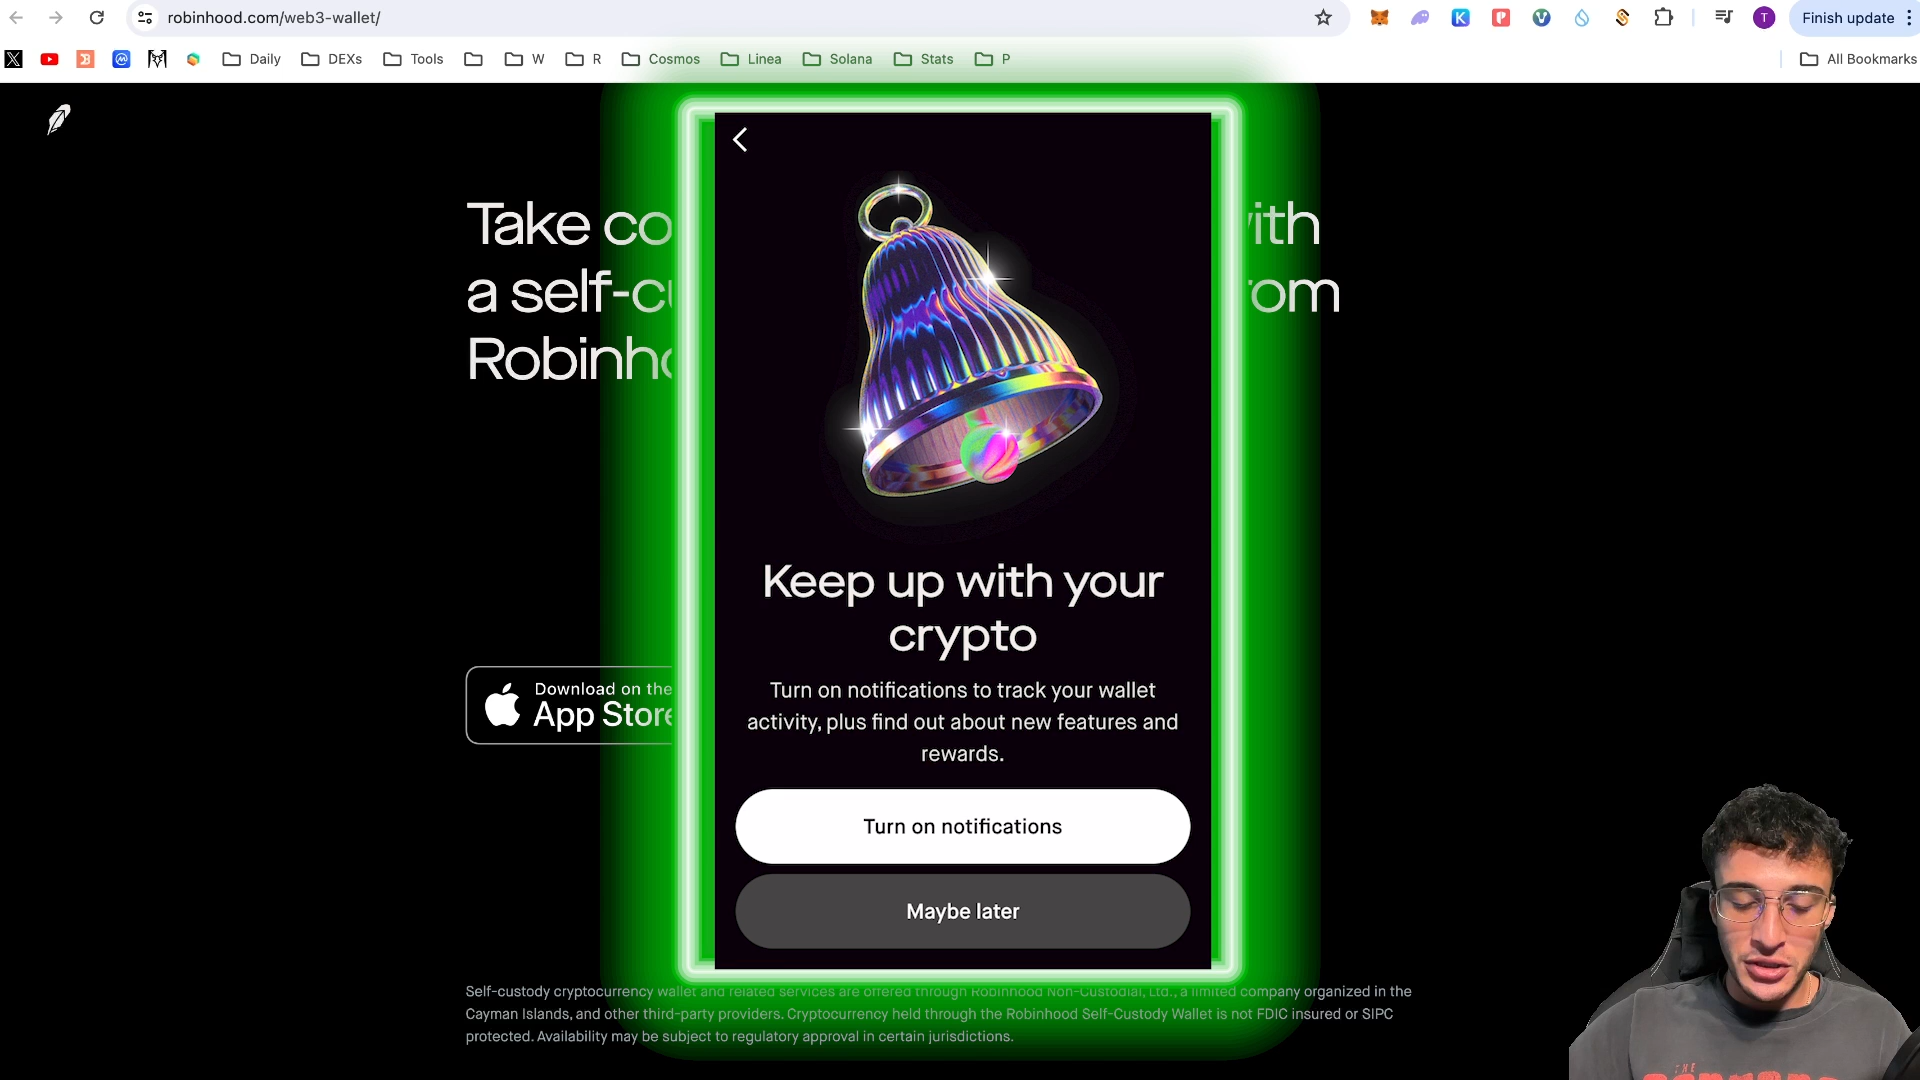 robinhood.com/web3-wallet/
T
Finish update
Daily
DEXs
Tools
W
R
Cosmos
Linea
Solana
Stats
P
All Bookmarks
Take co
ith
a self-c
om
Robinh
Download on the
App Store
Keep up with your
crypto
Turn on notifications to track your wallet
activity, plus find out about new features and
rewards.
Turn on notifications
Maybe later
Self-custody cryptocurrency wallet and related services are offered through Robinhood Non-Custodial, Ltd., a limited company organized in the
Cayman Islands, and other third-party providers. Cryptocurrency held through the Robinhood Self-Custody Wallet is not FDIC insured or SIPC
protected. Availability may be subject to regulatory approval in certain jurisdictions.
THE